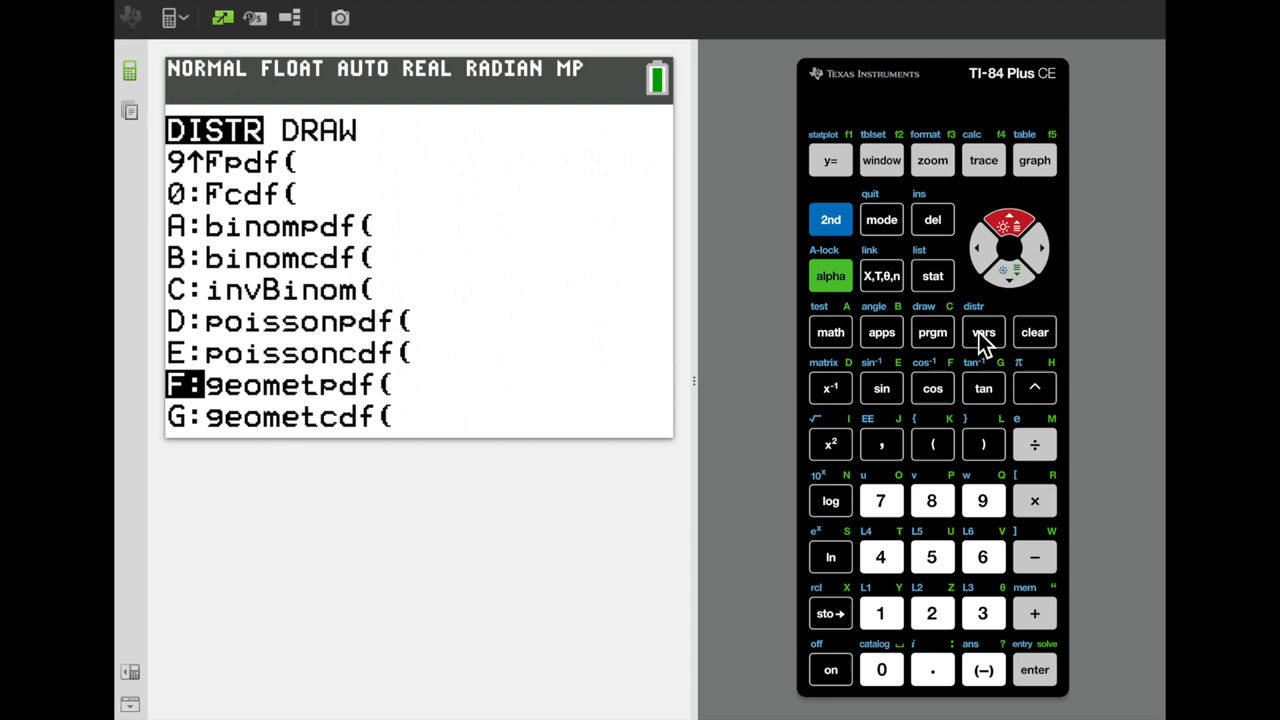 NORMAL FLOAT AUTO REAL RADIAN MP
DISTR DRAW
9↑Fpdf(
0:Fcdf(
A:binompdf(
B:binomcdf(
C:invBinom(
D:poissonpdf(
E:poissoncdf(
F:geometpdf(
G:geometcdf(
TEXAS INSTRUMENTS TI-84 Plus CE
statplot f1 tblset f2 format f3 calc f4 table f5
y= window zoom trace graph
quit ins
2nd mode del
A-lock link list
alpha X,T,θ,n stat
test A angle B draw C distr
math apps prgm vars clear
matrix D sin⁻¹ E cos⁻¹ F tan⁻¹ G π H
x⁻¹ sin cos tan ^
√ I EE J { K } L e M
x² , ( ) ÷
10ˣ N u O v P w Q [ R
log 7 8 9 ×
eˣ S L4 T L5 U L6 V ] W
ln 4 5 6 −
rcl X L1 Y L2 Z L3 θ mem “
sto→ 1 2 3 +
off catalog ␣ i : ans ? entry solve
on 0 . (−) enter